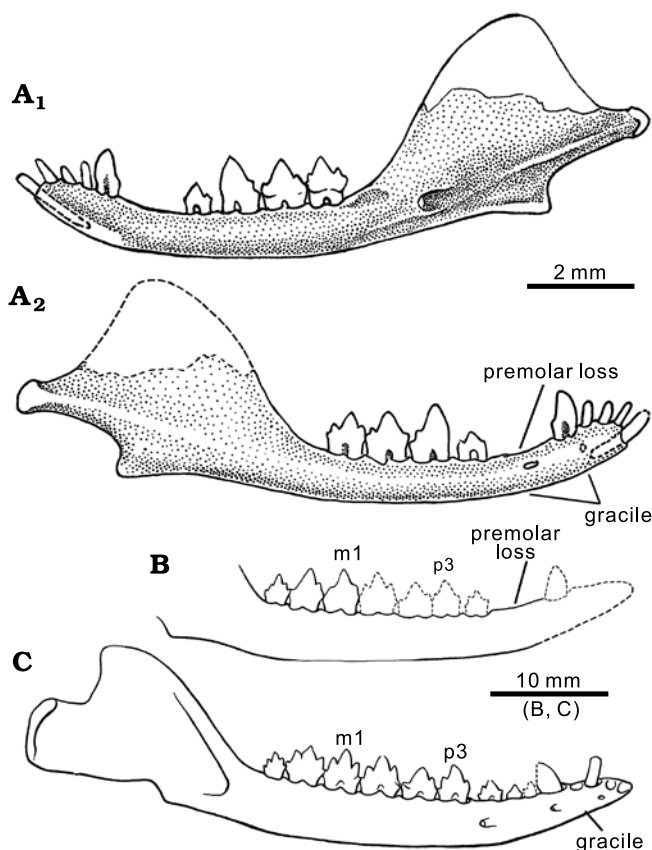 A1
2 mm
A2
premolar loss
gracile
premolar
loss
B
m1
p3
C
10 mm
(B, C)
m1
p3
gracile